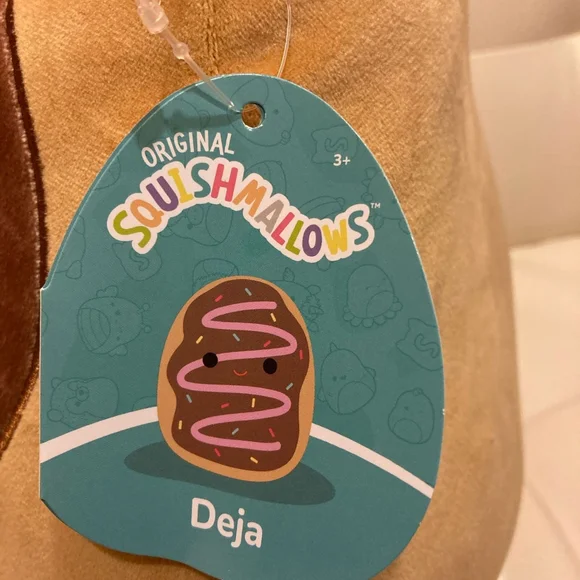 ORIGINAL
3+
SQUISHMALLOWS™
Deja